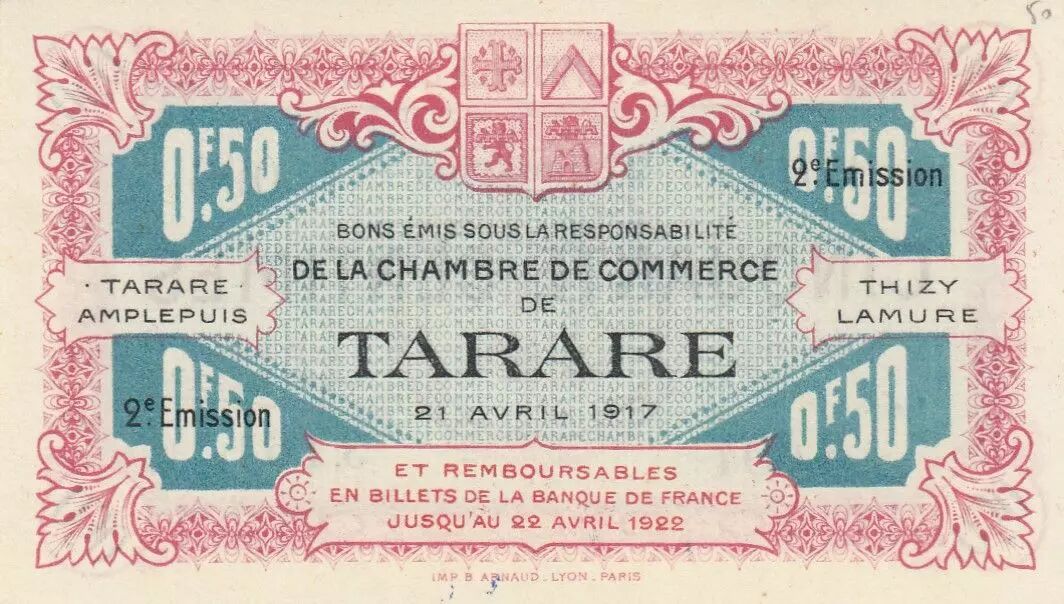 50
0F.50
0F.50
2e. Emission
BONS ÉMIS SOUS LA RESPONSABILITÉ
DE LA CHAMBRE DE COMMERCE
DE
TARARE
21 AVRIL 1917
· TARARE ·
AMPLEPUIS
THIZY
LAMURE
0F.50
2e. Emission
0F.50
ET REMBOURSABLES
EN BILLETS DE LA BANQUE DE FRANCE
JUSQU'AU 22 AVRIL 1922
IMP. B. ARNAUD . LYON . PARIS